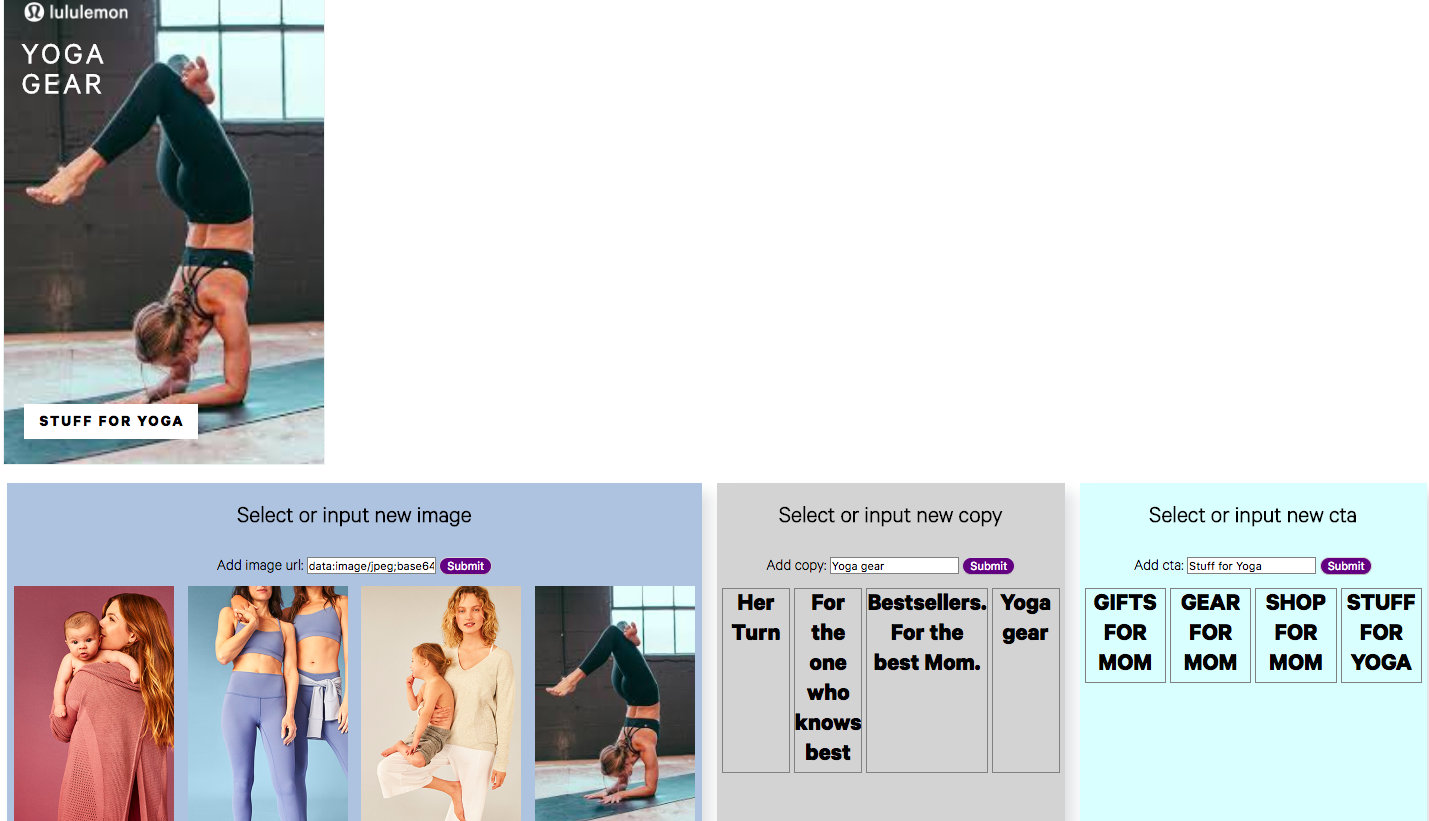 lululemon
YOGA
GEAR
STUFF FOR YOGA
Select or input new image
Add image url: data:image/jpeg;base64 Submit
Select or input new copy
Add copy: Yoga gear Submit
Her
Turn
For
the
one
who
knows
best
Bestsellers.
For the
best Mom.
Yoga
gear
Select or input new cta
Add cta: Stuff for Yoga Submit
GIFTS
FOR
MOM
GEAR
FOR
MOM
SHOP
FOR
MOM
STUFF
FOR
YOGA